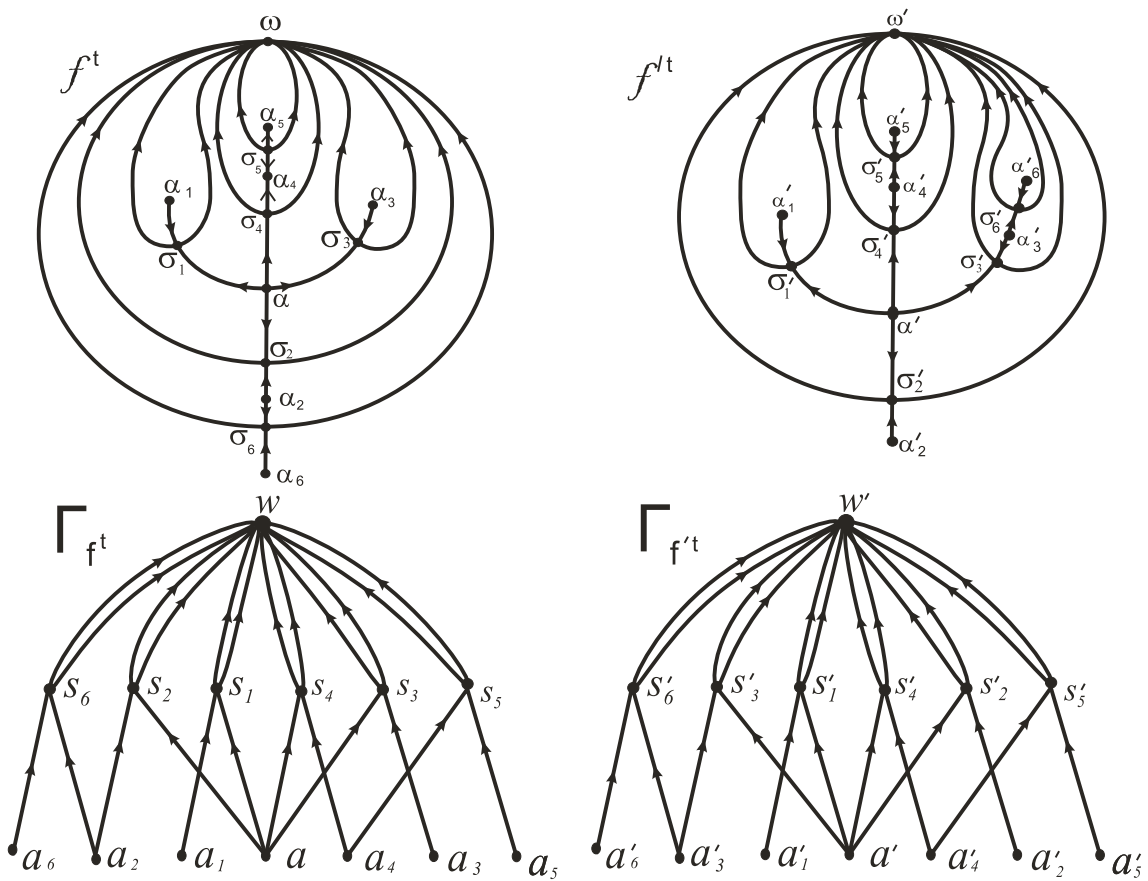 ω ω′
f^t f′^t
α₅ α′₅
σ₅ α₄ σ′₅ α′₄ α′₆
α₁ α₃ α′₁ σ′₆ α′₃
σ₄ σ₃ σ′₄ σ′₃
σ₁ σ′₁
α α′
σ₂ σ′₂
α₂
σ₆ α′₂
α₆
w w′
Γ_{f^t} Γ_{f′^t}
s₆ s₂ s₁ s₄ s₃ s₅ s′₆ s′₃ s′₁ s′₄ s′₂ s′₅
a₆ a₂ a₁ a a₄ a₃ a₅ a′₆ a′₃ a′₁ a′ a′₄ a′₂ a′₅